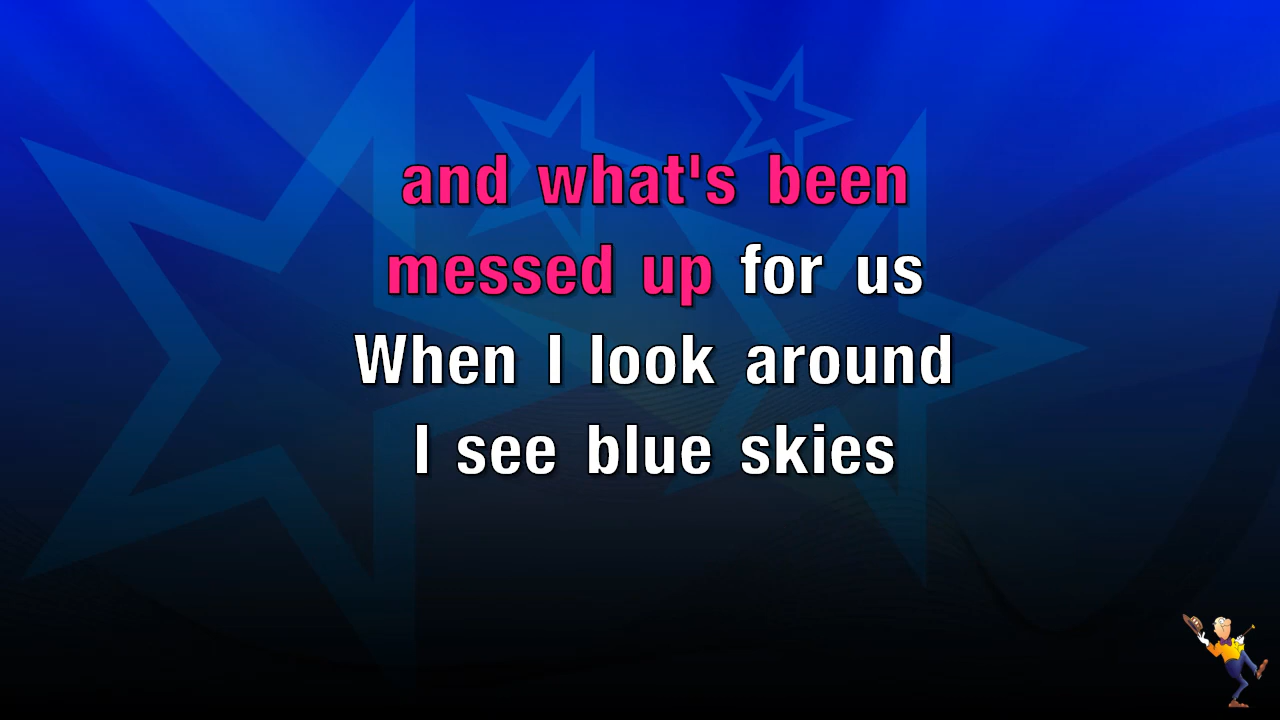 and what's been
messed up for us
When I look around
I see blue skies